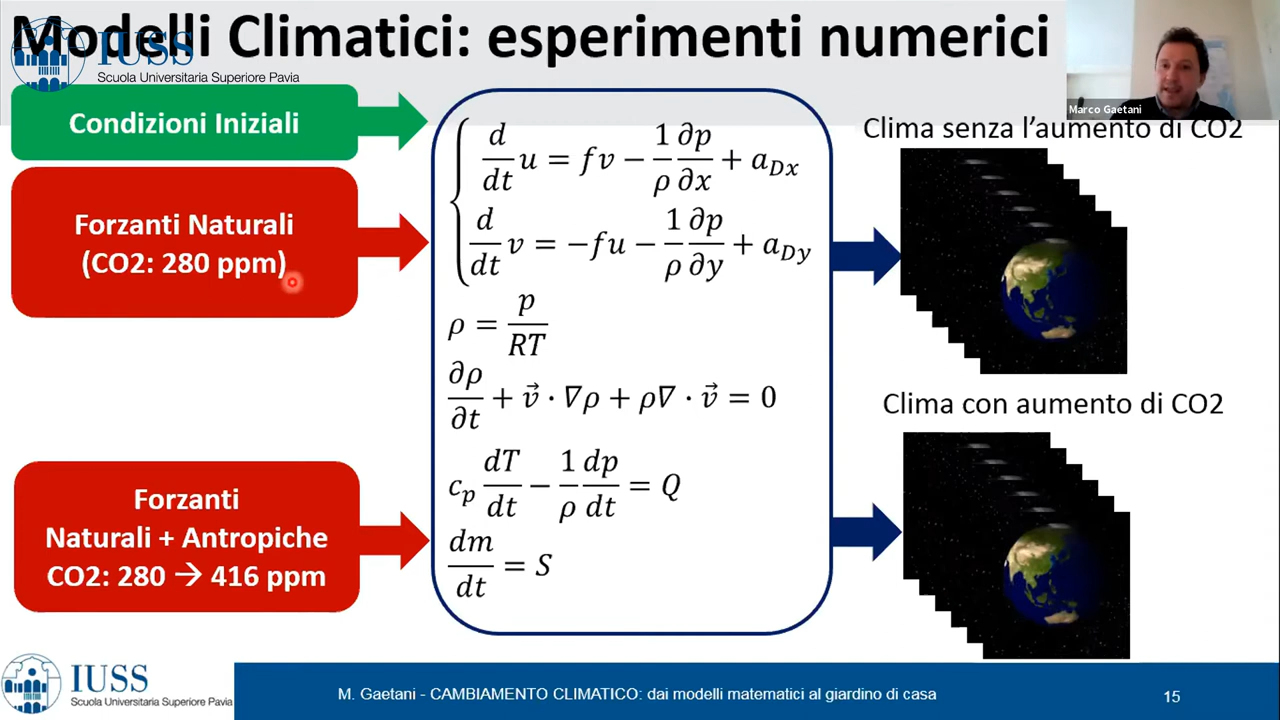 Modelli Climatici: esperimenti numerici
IUSS
Scuola Universitaria Superiore Pavia
Marco Gaetani
Condizioni Iniziali
Forzanti Naturali
(CO2: 280 ppm)
Forzanti
Naturali + Antropiche
CO2: 280 → 416 ppm
d/dt u = fv − 1/ρ ∂p/∂x + a_Dx
d/dt v = −fu − 1/ρ ∂p/∂y + a_Dy
ρ = p/RT
∂ρ/∂t + v⃗ · ∇ρ + ρ∇ · v⃗ = 0
c_p dT/dt − 1/ρ dp/dt = Q
dm/dt = S
Clima senza l’aumento di CO2
Clima con aumento di CO2
IUSS
Scuola Universitaria Superiore Pavia
M. Gaetani - CAMBIAMENTO CLIMATICO: dai modelli matematici al giardino di casa
15